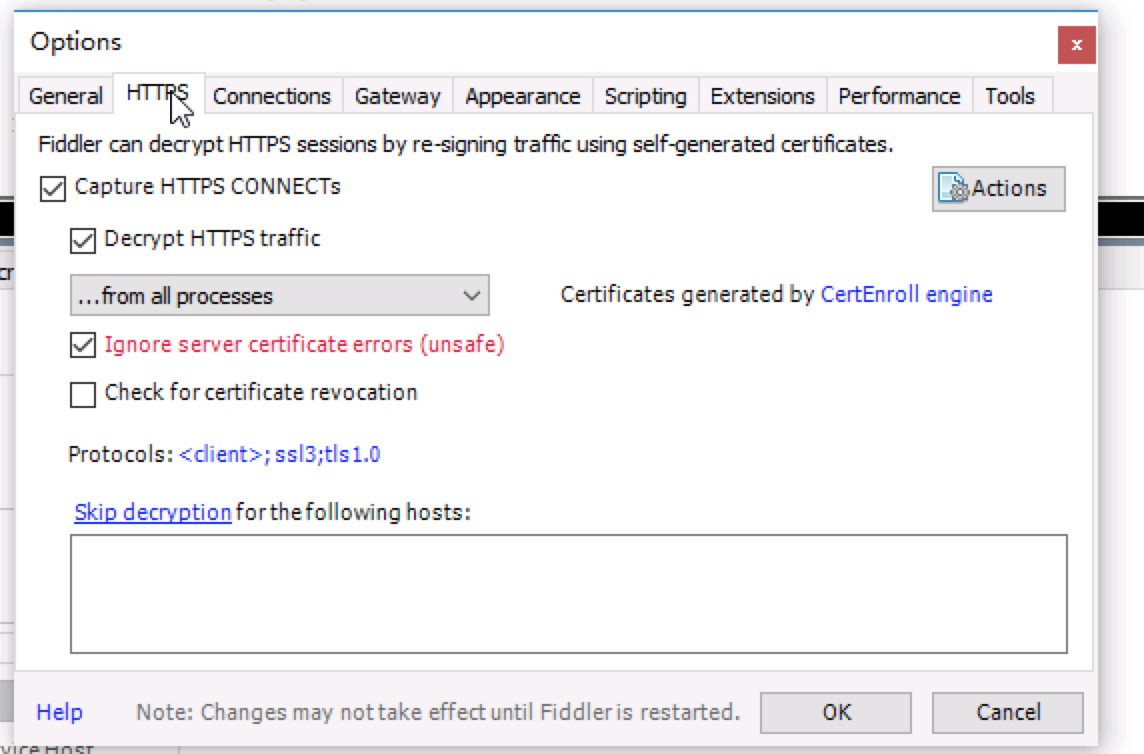 Options
x
General HTTPS Connections Gateway Appearance Scripting Extensions Performance Tools
Fiddler can decrypt HTTPS sessions by re-signing traffic using self-generated certificates.
Capture HTTPS CONNECTs
Actions
Decrypt HTTPS traffic
...from all processes
Certificates generated by CertEnroll engine
Ignore server certificate errors (unsafe)
Check for certificate revocation
Protocols: <client>; ssl3;tls1.0
Skip decryption for the following hosts:
Help
Note: Changes may not take effect until Fiddler is restarted.
OK
Cancel